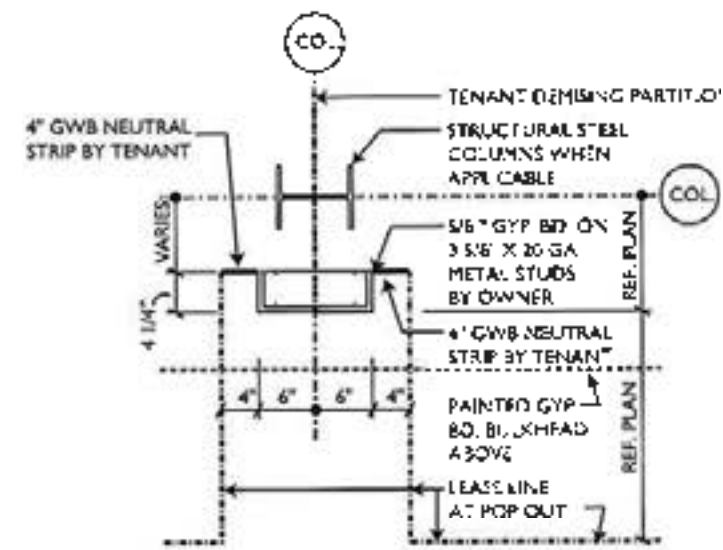 CO..
TENANT DEMISING PARTITIO
4" GWB NEUTRAL
STRIP BY TENANT
STRUCTURAL STEEL
COLUMNS WHEN
APPLICABLE
COL.
VARIES
5/8" GYP. BD. ON
3 5/8" X 20 GA.
METAL STUDS
BY OWNER
REF. PLAN
4 1/4"
4" GWB NEUTRAL
STRIP BY TENANT
4" 6" 6" 4"
PAINTED GYP.
BD. BULKHEAD
ABOVE
REF. PLAN
LEASE LINE
AT POP OUT